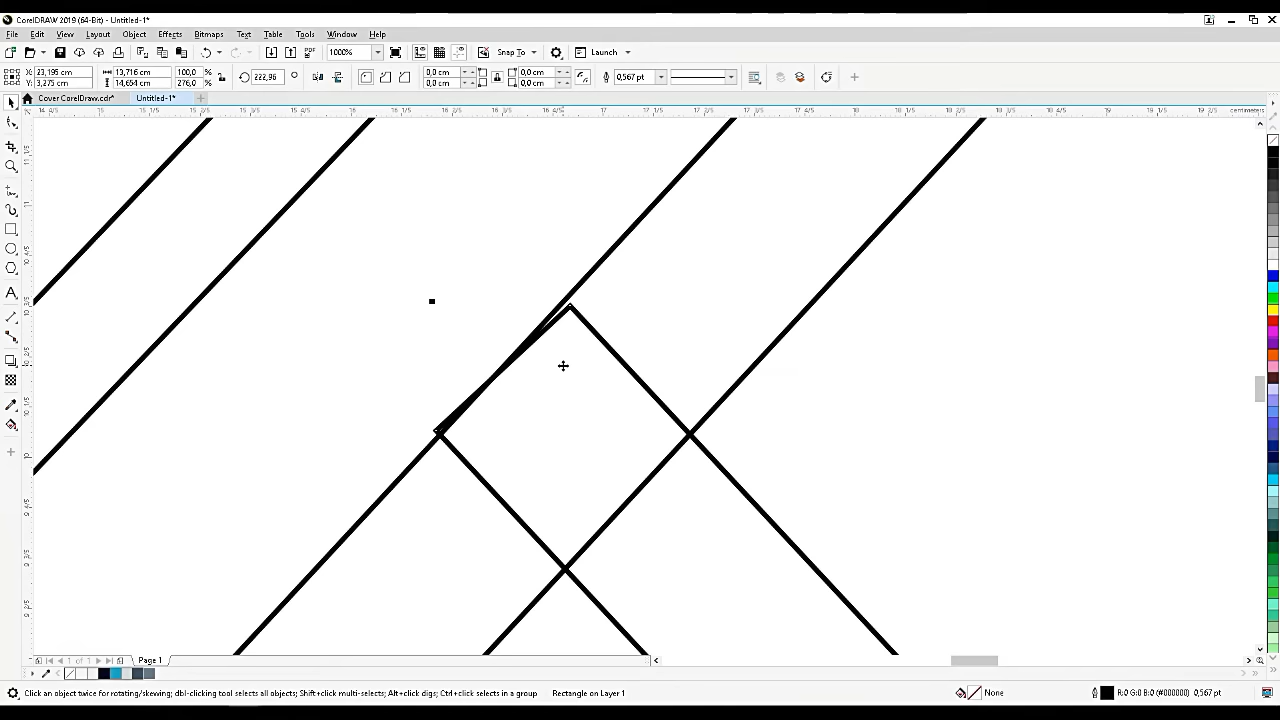 CorelDRAW 2019 (64-Bit) - Untitled-1*
File Edit View Layout Object Effects Bitmaps Text Table Tools Window Help
PDF 1000% Snap To Launch
X: 23,195 cm 13,716 cm 100,0 % 222,96 ° 0,0 cm 0,0 cm 0,567 pt
Y: 3,275 cm 14,654 cm 276,0 % 0,0 cm 0,0 cm
Cover CorelDraw.cdr* Untitled-1*
centimeters
1 of 1 Page 1
Click an object twice for rotating/skewing; dbl-clicking tool selects all objects; Shift+click multi-selects; Alt+click digs; Ctrl+click selects in a group Rectangle on Layer 1 None R:0 G:0 B:0 (#000000) 0,567 pt